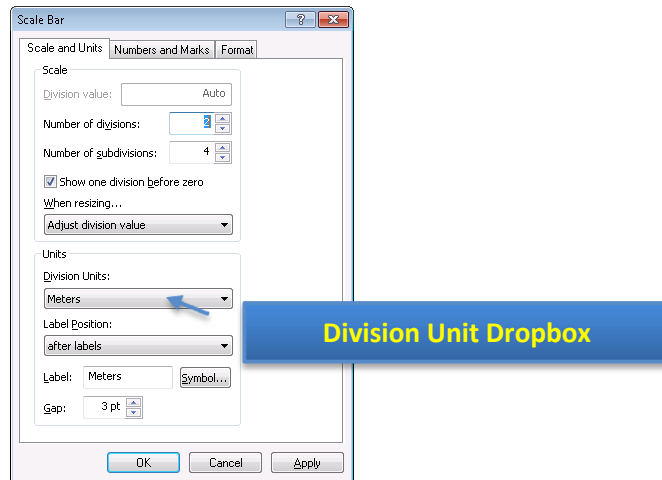 Scale Bar
Scale and Units Numbers and Marks Format
Scale
Division value: Auto
Number of divisions: 2
Number of subdivisions: 4
Show one division before zero
When resizing...
Adjust division value
Units
Division Units:
Meters
Division Unit Dropbox
Label Position:
after labels
Label: Meters Symbol...
Gap: 3 pt
OK Cancel Apply